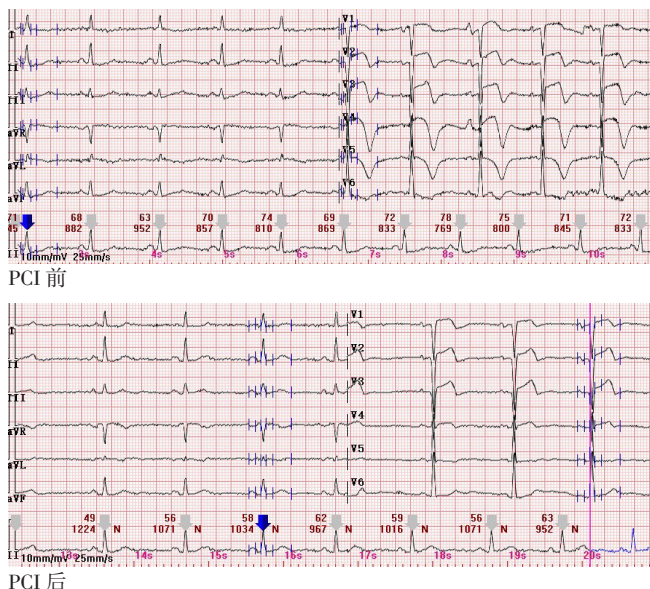 I
V1
II
V2
III
V3
aVR
V4
aVL
V5
aVF
V6
71 68 63 70 74 69 72 78 75 71 72
45 882 952 857 810 869 833 769 800 845 833
II 10mm/mV 25mm/s 4s 5s 6s 7s 8s 9s 10s
PCI 前
I
V1
II
V2
III
V3
aVR
V4
aVL
V5
aVF
V6
49 56 58 62 59 56 63
1224 N 1071 N 1034 N 967 N 1016 N 1071 N 952 N
II 10mm/mV 25mm/s 13s 14s 15s 16s 17s 18s 19s 20s
PCI 后